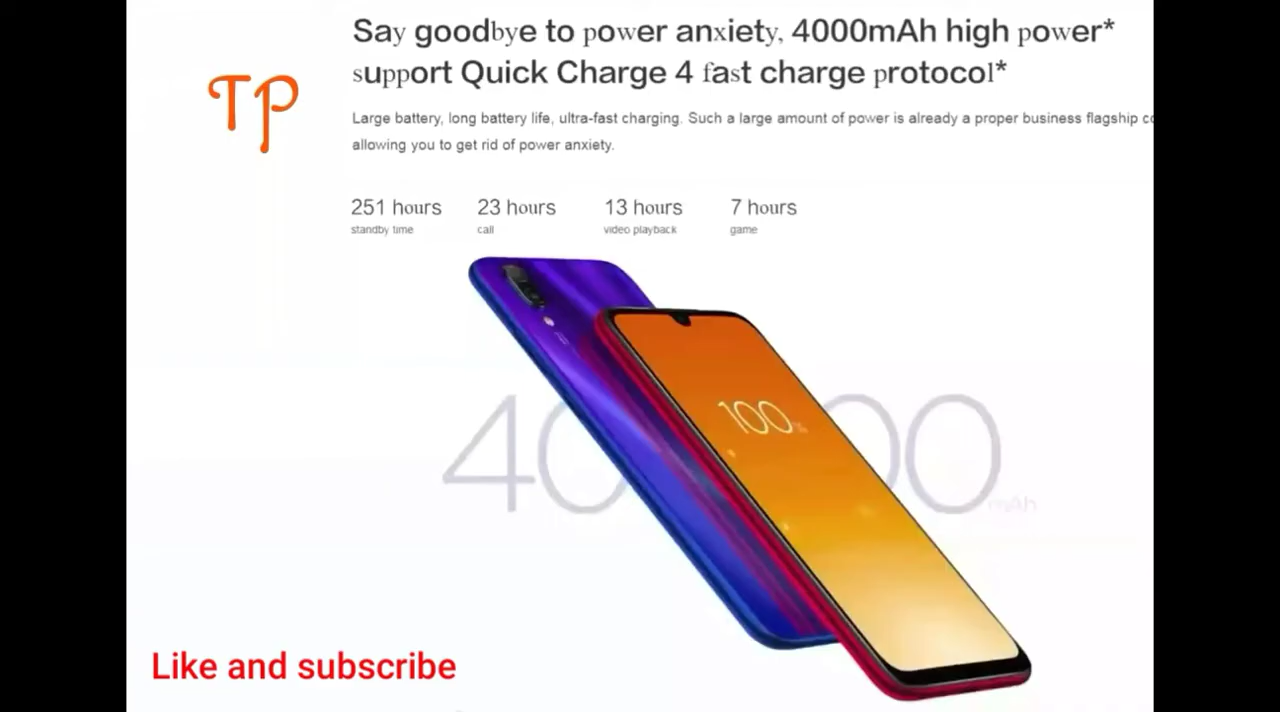 Say goodbye to power anxiety, 4000mAh high power*
support Quick Charge 4 fast charge protocol*
TP
Large battery, long battery life, ultra-fast charging. Such a large amount of power is already a proper business flagship
allowing you to get rid of power anxiety.
251 hours 23 hours 13 hours 7 hours
standby time call video playback game
100%
mAh
Like and subscribe